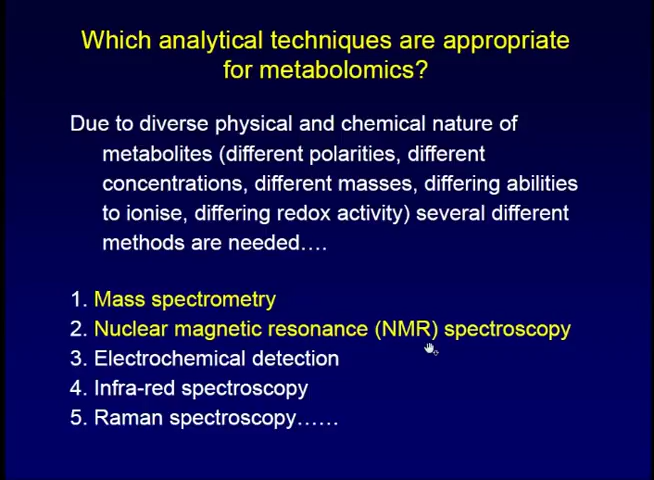 Which analytical techniques are appropriate
for metabolomics?
Due to diverse physical and chemical nature of
metabolites (different polarities, different
concentrations, different masses, differing abilities
to ionise, differing redox activity) several different
methods are needed….
1. Mass spectrometry
2. Nuclear magnetic resonance (NMR) spectroscopy
3. Electrochemical detection
4. Infra-red spectroscopy
5. Raman spectroscopy……